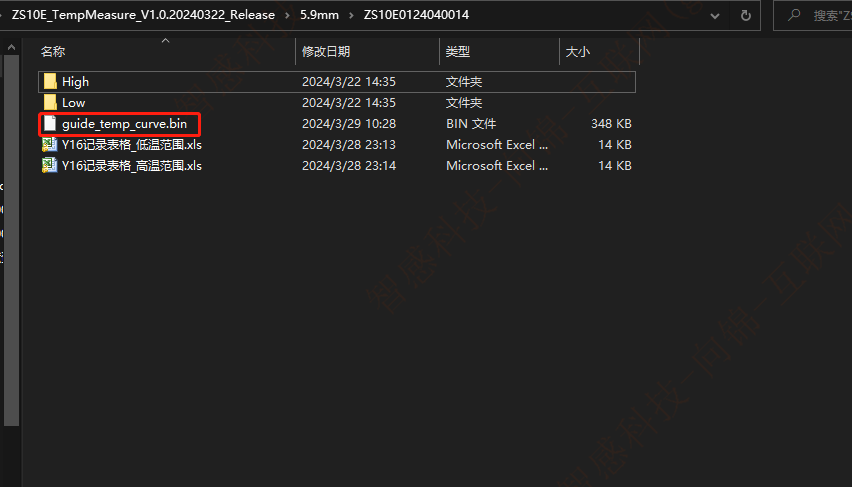 ZS10E_TempMeasure_V1.0.20240322_Release > 5.9mm > ZS10E0124040014 搜索"ZS
名称 修改日期 类型 大小
High 2024/3/22 14:35 文件夹
Low 2024/3/22 14:35 文件夹
guide_temp_curve.bin 2024/3/29 10:28 BIN 文件 348 KB
Y16记录表格_低温范围.xls 2024/3/28 23:13 Microsoft Excel ... 14 KB
Y16记录表格_高温范围.xls 2024/3/28 23:14 Microsoft Excel ... 14 KB